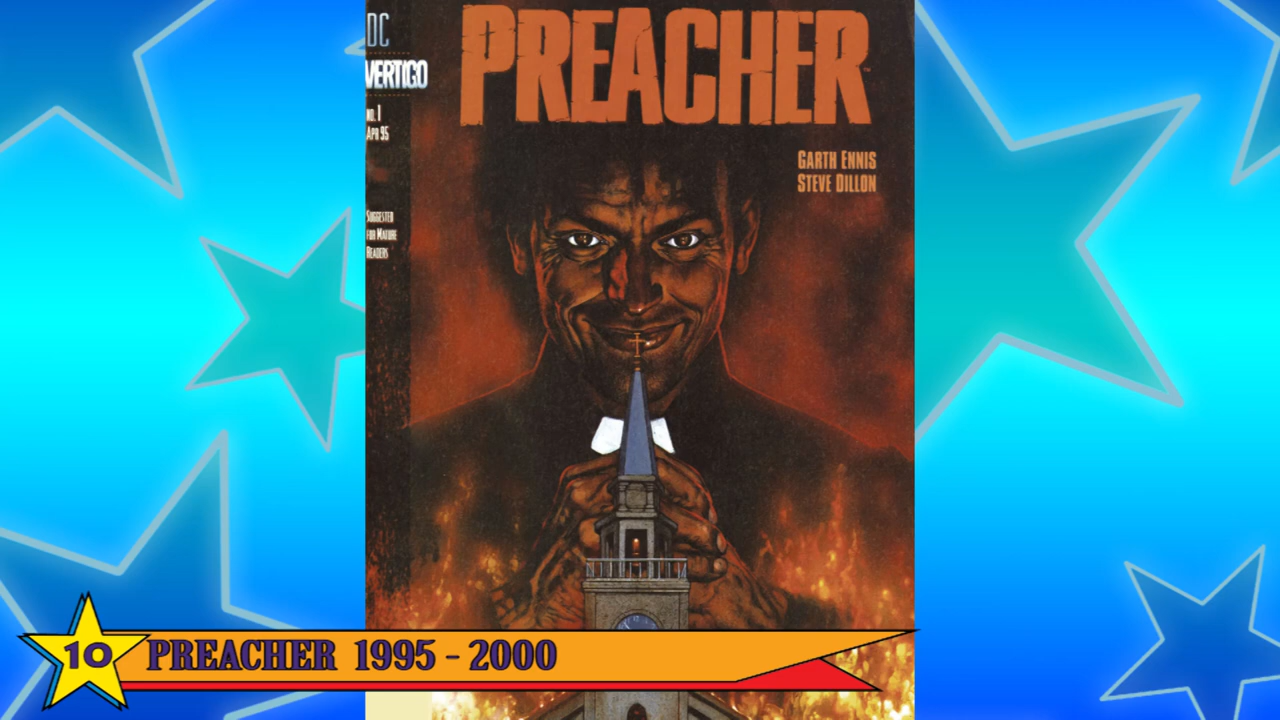 DC
VERTIGO
NO. 1
APR 95
SUGGESTED
FOR MATURE
READERS
PREACHER
GARTH ENNIS
STEVE DILLON
10 PREACHER 1995 - 2000